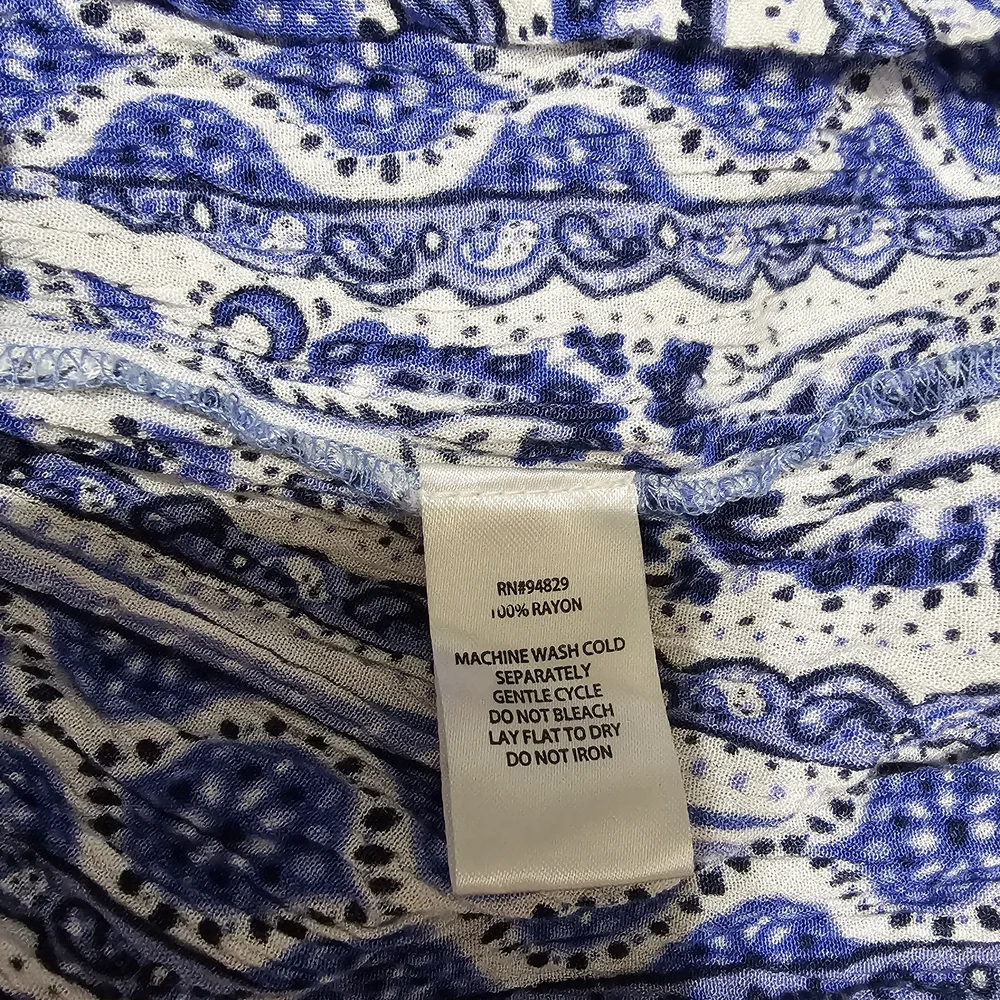 RN#94829
100% RAYON
MACHINE WASH COLD
SEPARATELY
GENTLE CYCLE
DO NOT BLEACH
LAY FLAT TO DRY
DO NOT IRON